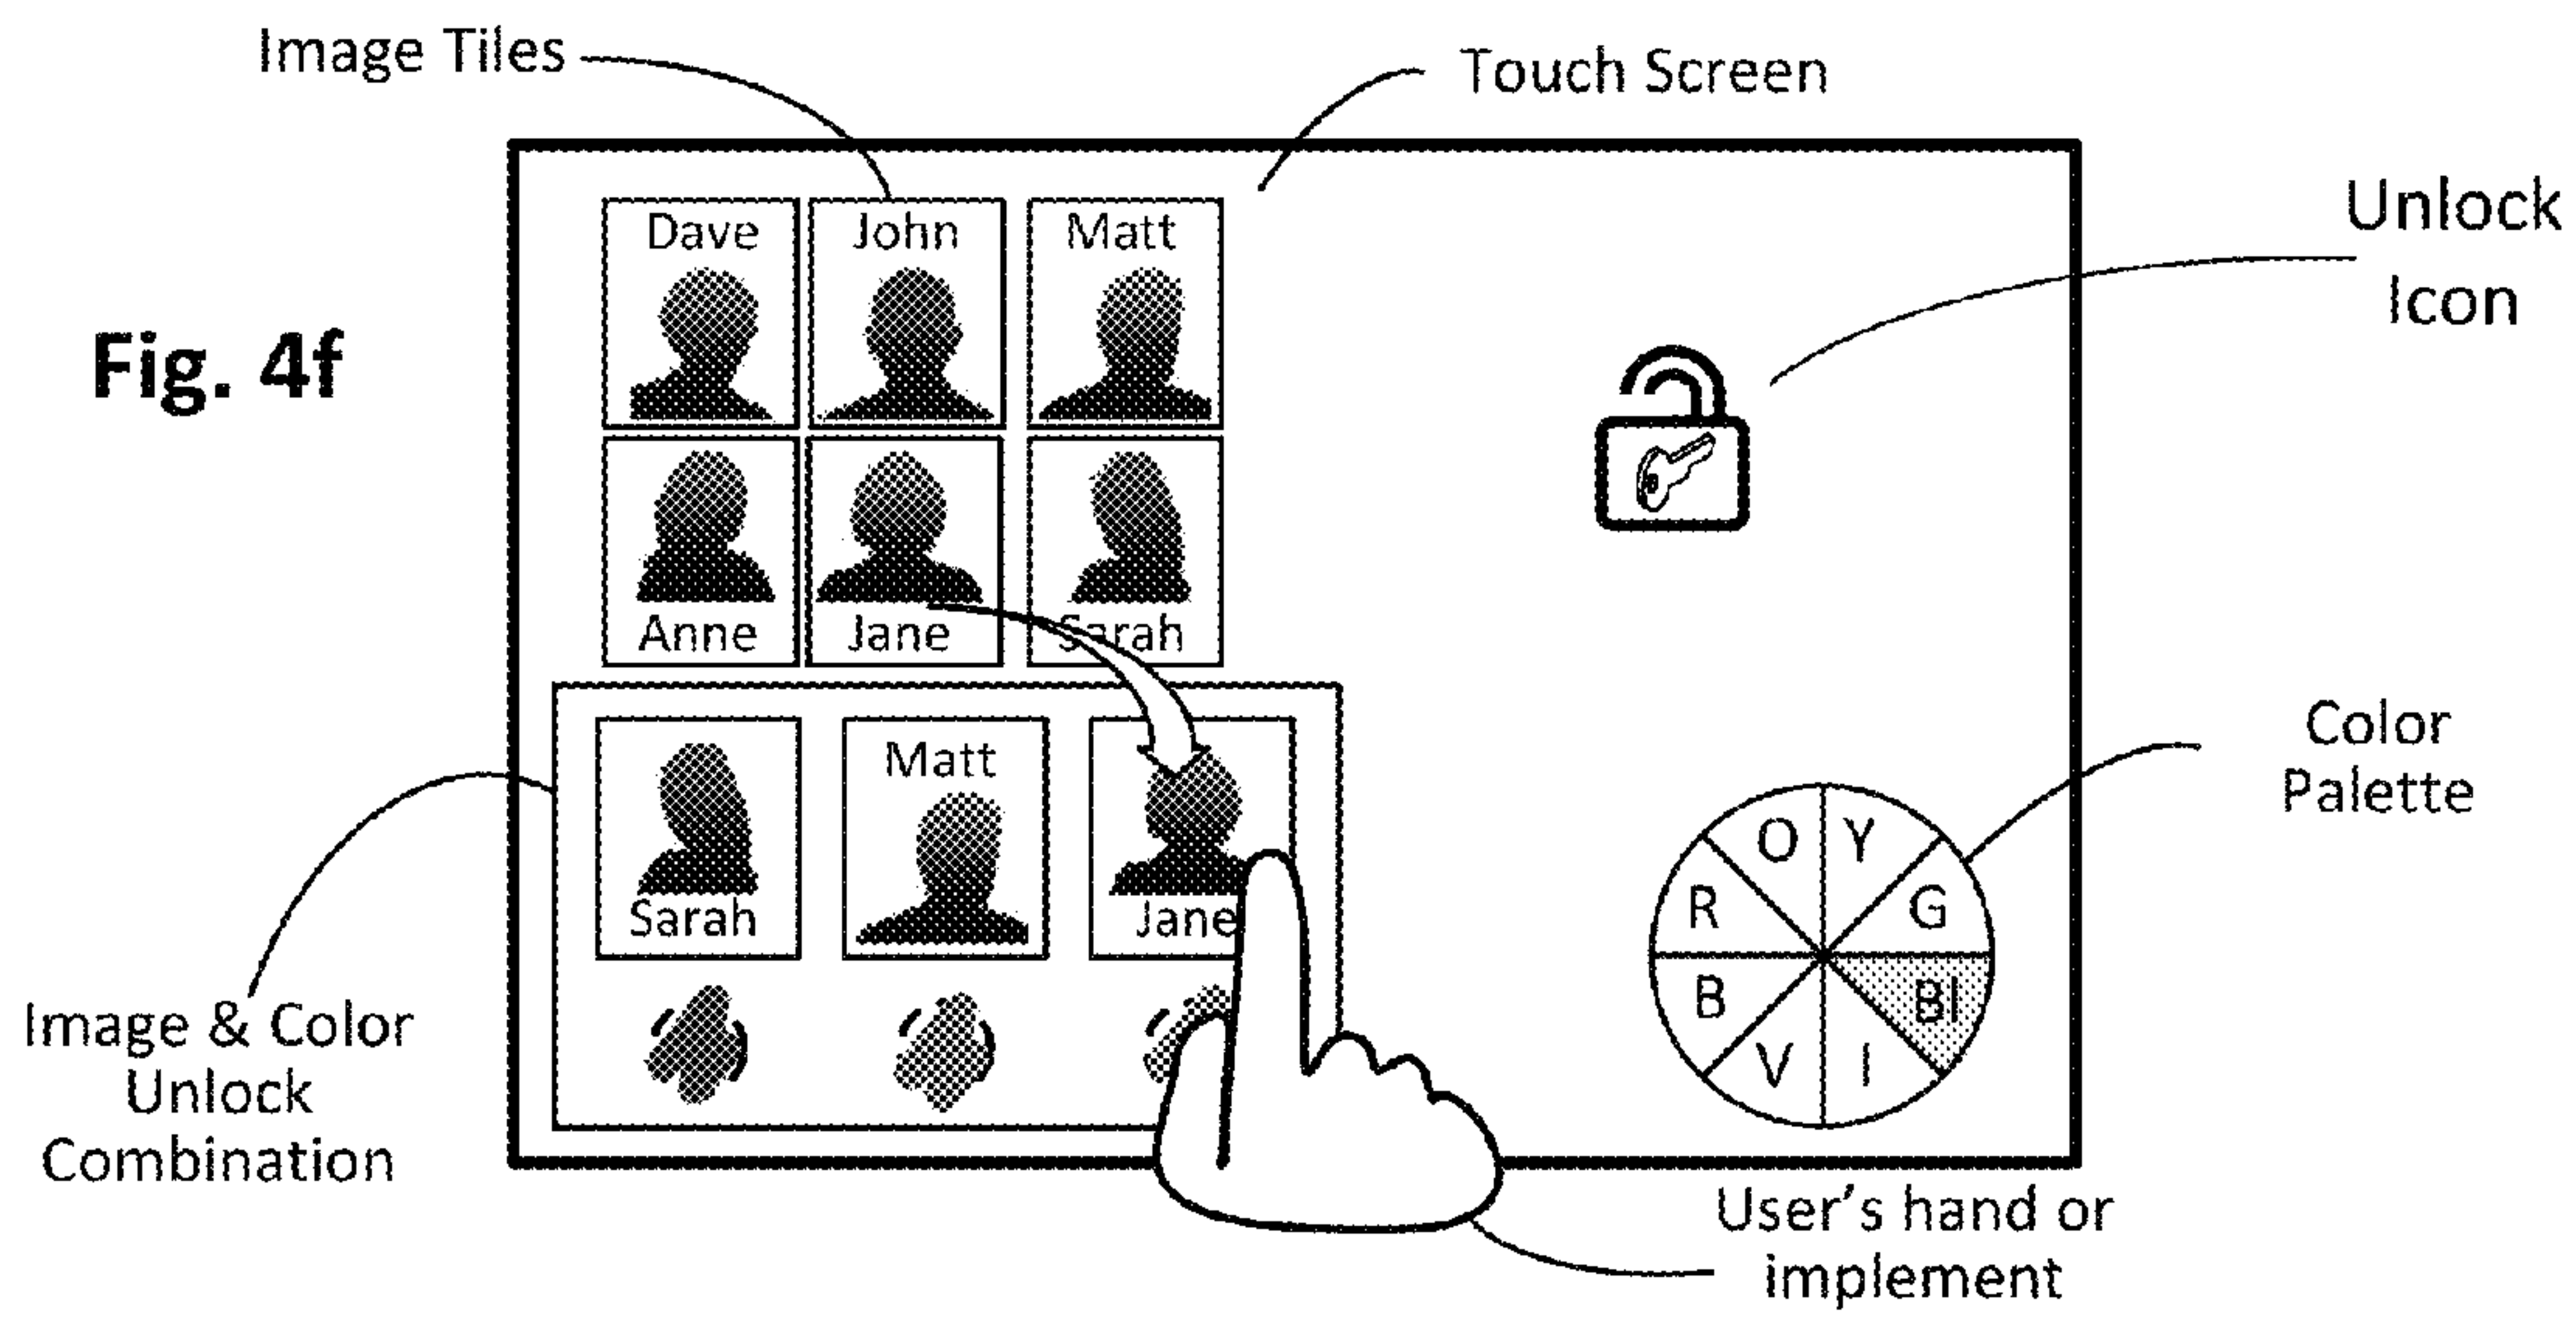 Image Tiles
Touch Screen
Unlock
Icon
Fig. 4f
Dave
John
Matt
Anne
Jane
Sarah
Color
Palette
Sarah
Matt
Jane
O
Y
R
G
B
Bl
V
I
Image & Color
Unlock
Combination
User's hand or
implement